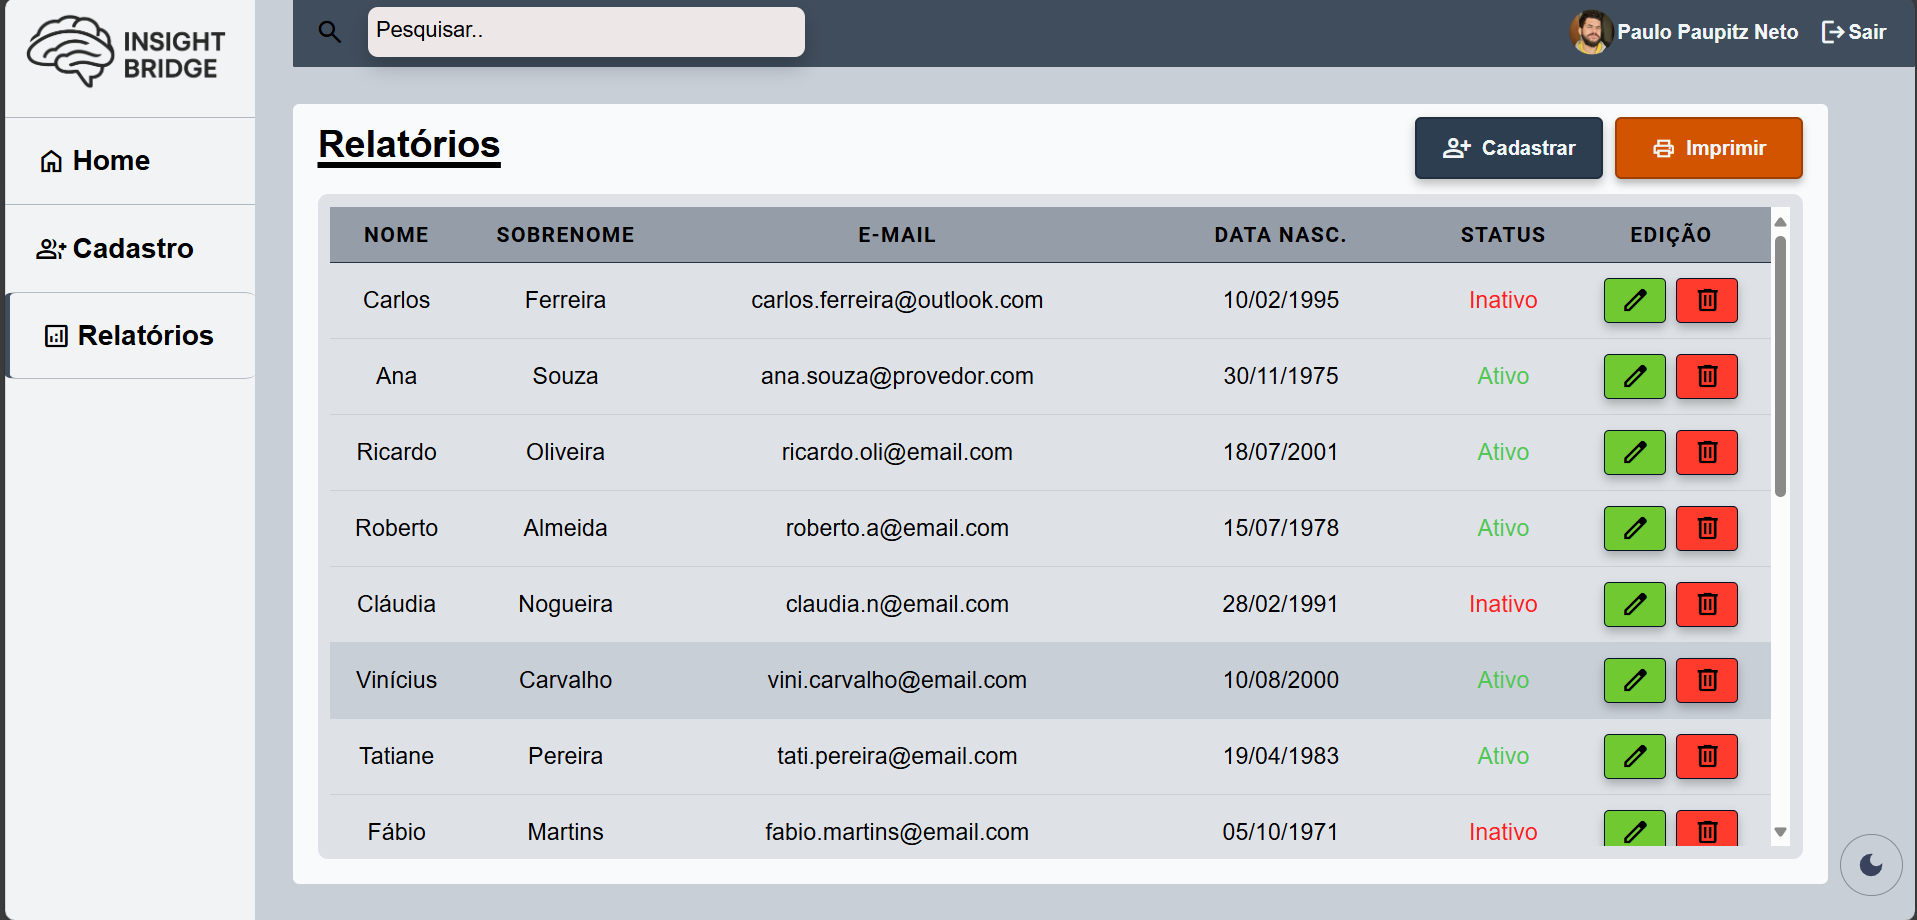 INSIGHT
BRIDGE
Pesquisar..
Paulo Paupitz Neto
Sair
Home
Cadastro
Relatórios
Relatórios
Cadastrar
Imprimir
NOME SOBRENOME E-MAIL DATA NASC. STATUS EDIÇÃO
Carlos Ferreira carlos.ferreira@outlook.com 10/02/1995 Inativo
Ana Souza ana.souza@provedor.com 30/11/1975 Ativo
Ricardo Oliveira ricardo.oli@email.com 18/07/2001 Ativo
Roberto Almeida roberto.a@email.com 15/07/1978 Ativo
Cláudia Nogueira claudia.n@email.com 28/02/1991 Inativo
Vinícius Carvalho vini.carvalho@email.com 10/08/2000 Ativo
Tatiane Pereira tati.pereira@email.com 19/04/1983 Ativo
Fábio Martins fabio.martins@email.com 05/10/1971 Inativo